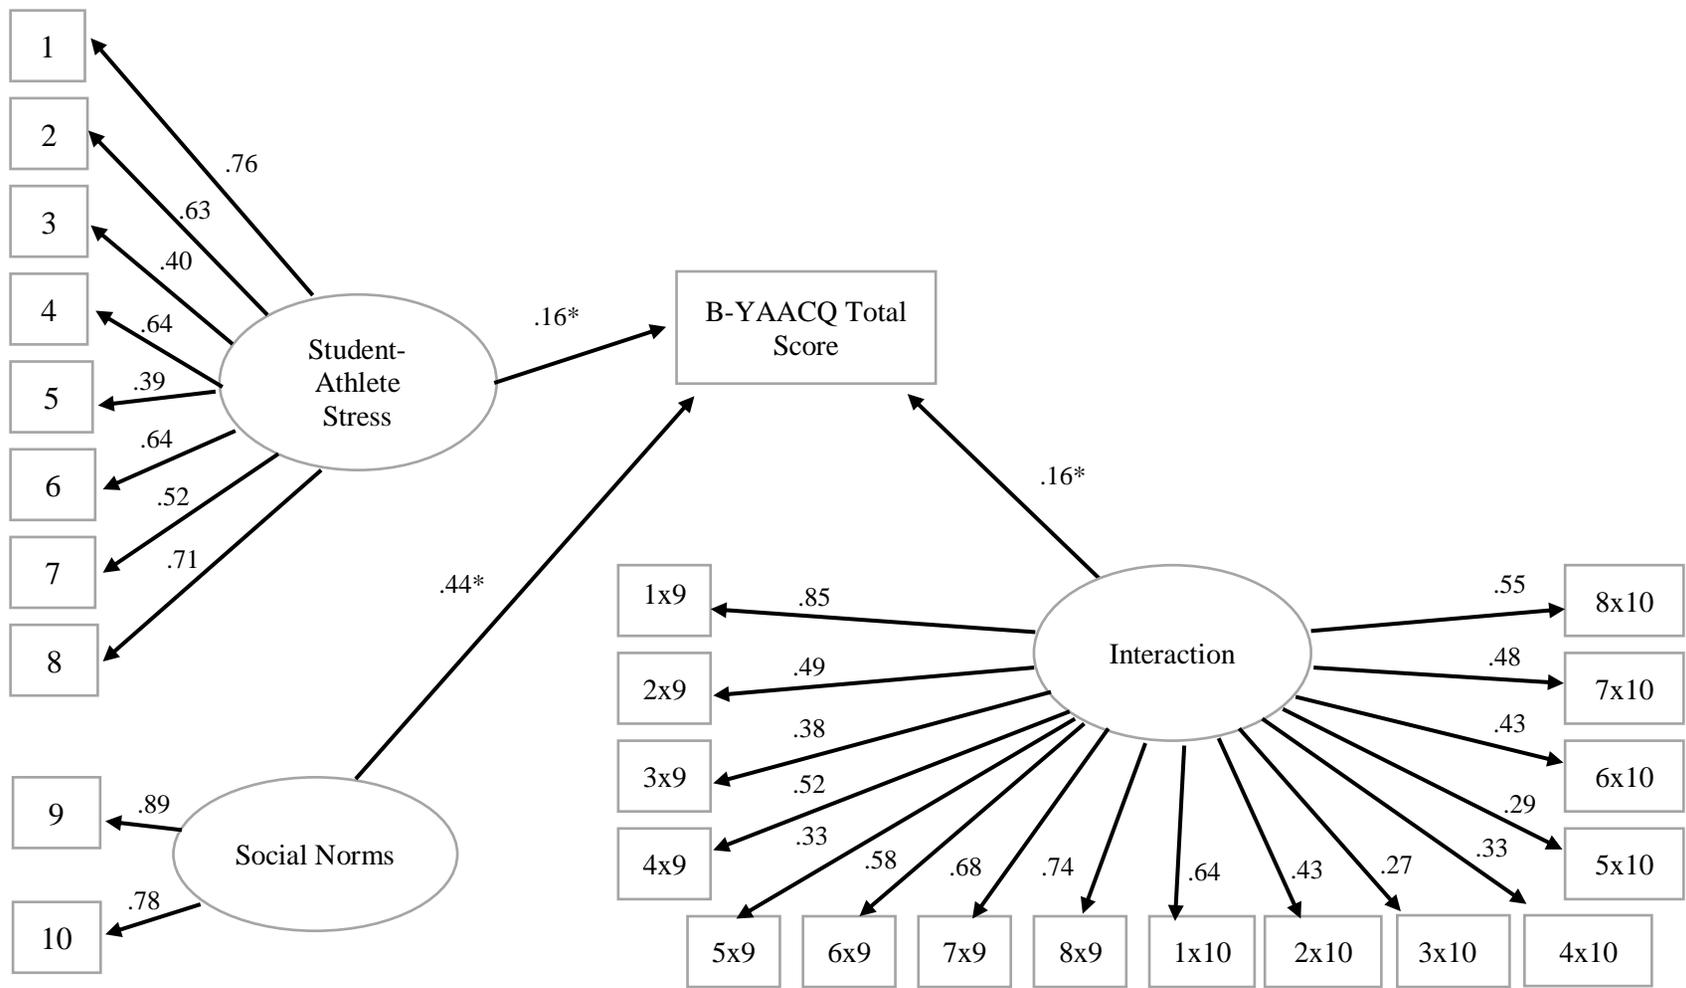 1
2
3
4
5
6
7
8
.76
.63
.40
.64
.39
.64
.52
.71
Student-
Athlete
Stress
.16*
B-YAACQ Total
Score
.44*
.16*
9
10
.89
.78
Social Norms
Interaction
1x9
2x9
3x9
4x9
.85
.49
.38
.52
.33
.58
.68
.74
.64
.43
.27
.33
.29
.43
.48
.55
8x10
7x10
6x10
5x10
5x9
6x9
7x9
8x9
1x10
2x10
3x10
4x10